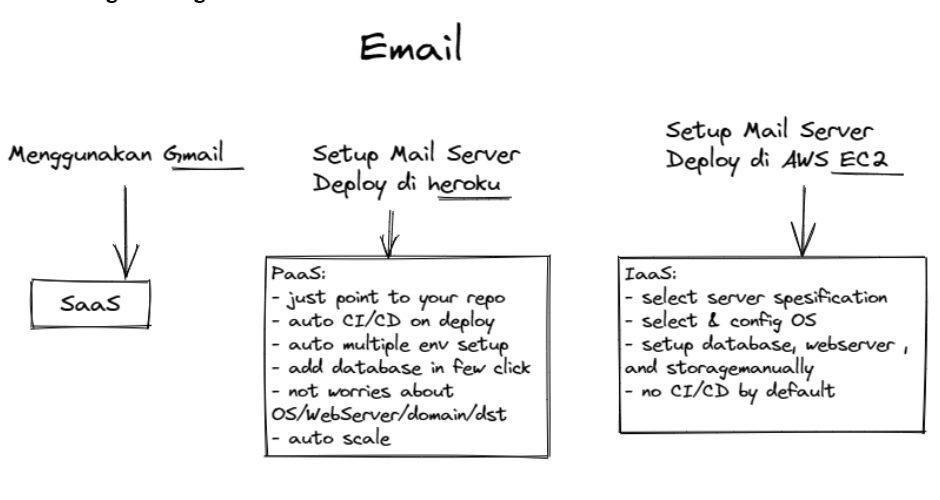 Email
Menggunakan Gmail
SaaS
Setup Mail Server
Deploy di heroku
PaaS:
- just point to your repo
- auto CI/CD on deploy
- auto multiple env setup
- add database in few click
- not worries about
OS/WebServer/domain/dst
- auto scale
Setup Mail Server
Deploy di AWS EC2
IaaS:
- select server spesification
- select & config OS
- setup database, webserver ,
and storagemanually
- no CI/CD by default